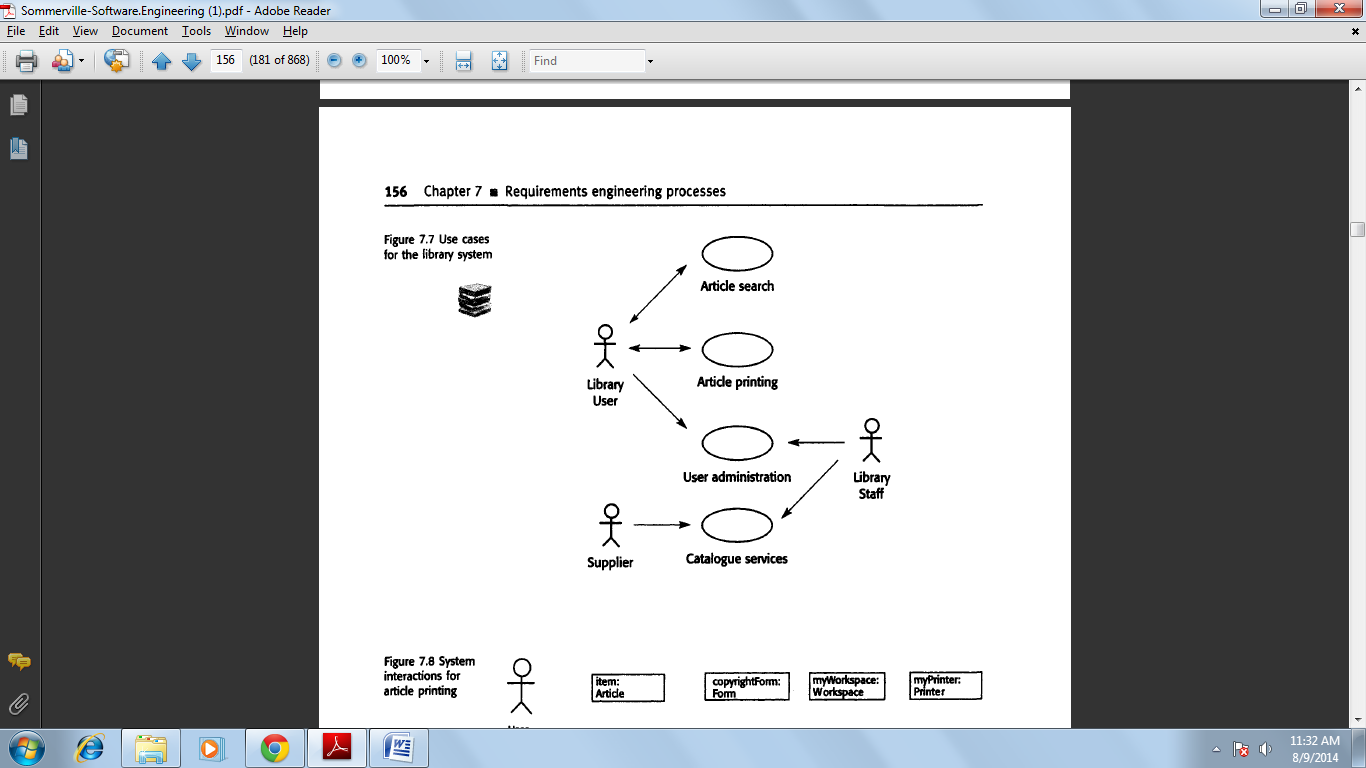 Sommerville-Software.Engineering (1).pdf - Adobe Reader
File Edit View Document Tools Window Help
156 (181 of 868) 100% Find
156 Chapter 7 ■ Requirements engineering processes
Figure 7.7 Use cases
for the library system
Article search
Library
User
Article printing
User administration
Library
Staff
Supplier
Catalogue services
Figure 7.8 System
interactions for
article printing
item:
Article
copyrightForm:
Form
myWorkspace:
Workspace
myPrinter:
Printer
11:32 AM
8/9/2014